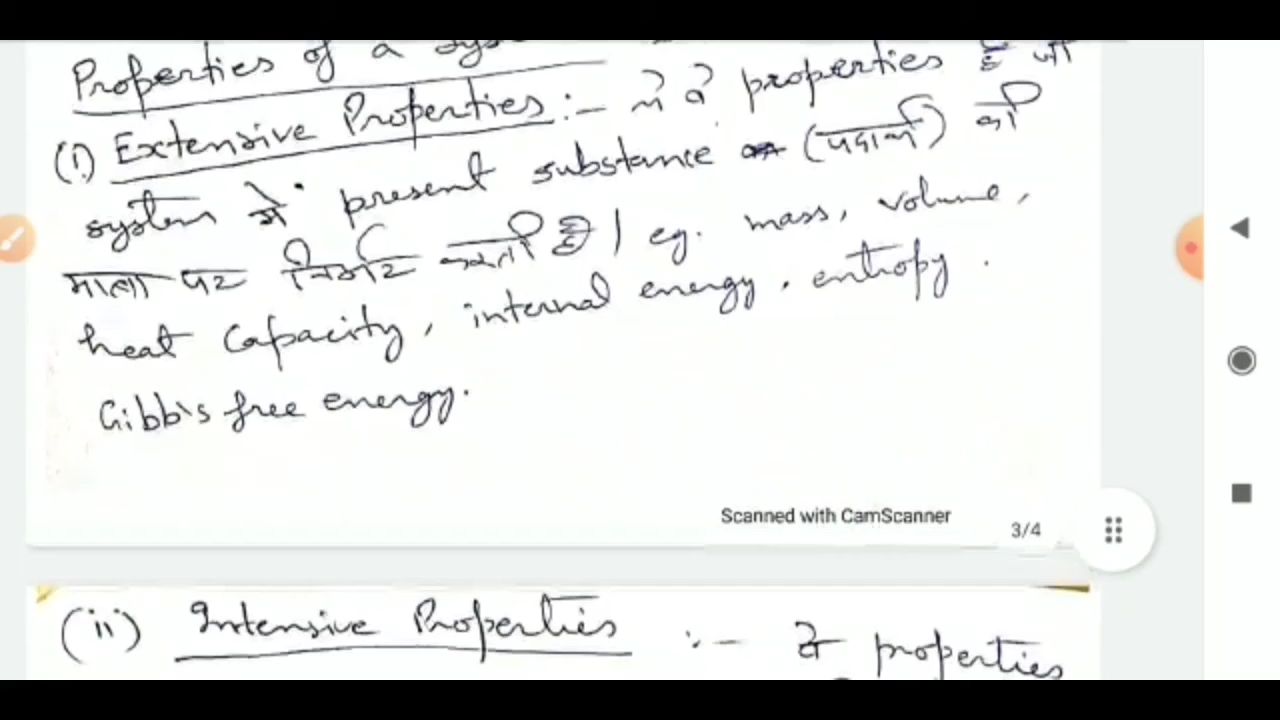 Properties of a
(i) Extensive Properties :- ये वे properties हैं जो
system में present substance (पदार्थ) की
मात्रा पर निर्भर करती हैं | eg. mass, volume,
heat capacity, internal energy, entropy.
Gibb's free energy.
Scanned with CamScanner
3/4
(ii) Intensive Properties :- वे properties